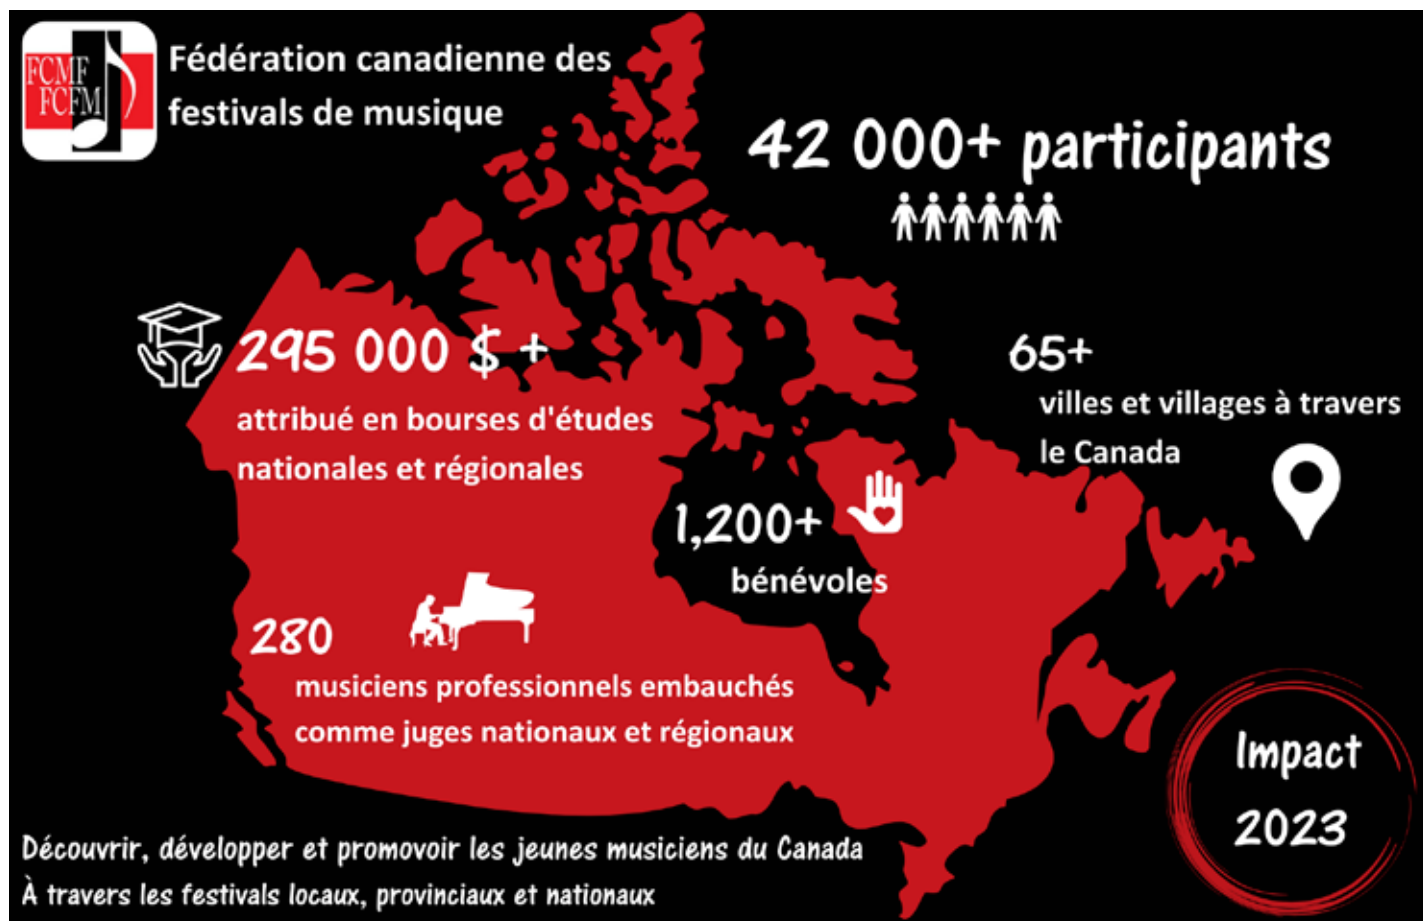 FCMF
FCFM
Fédération canadienne des
festivals de musique
42 000+ participants
295 000 $ +
attribué en bourses d'études
nationales et régionales
65+
villes et villages à travers
le Canada
1,200+
bénévoles
280
musiciens professionnels embauchés
comme juges nationaux et régionaux
Impact
2023
Découvrir, développer et promovoir les jeunes musiciens du Canada
À travers les festivals locaux, provinciaux et nationaux